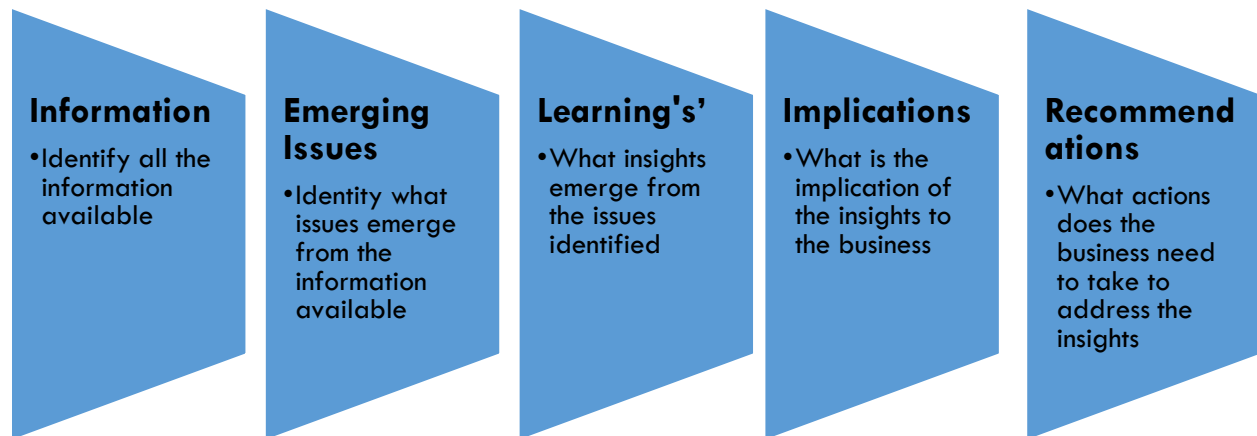 Information
•Identify all the
information
available
Emerging
Issues
•Identity what
issues emerge
from the
information
available
Learning's’
•What insights
emerge from
the issues
identified
Implications
•What is the
implication of
the insights to
the business
Recommend
ations
•What actions
does the
business need
to take to
address the
insights